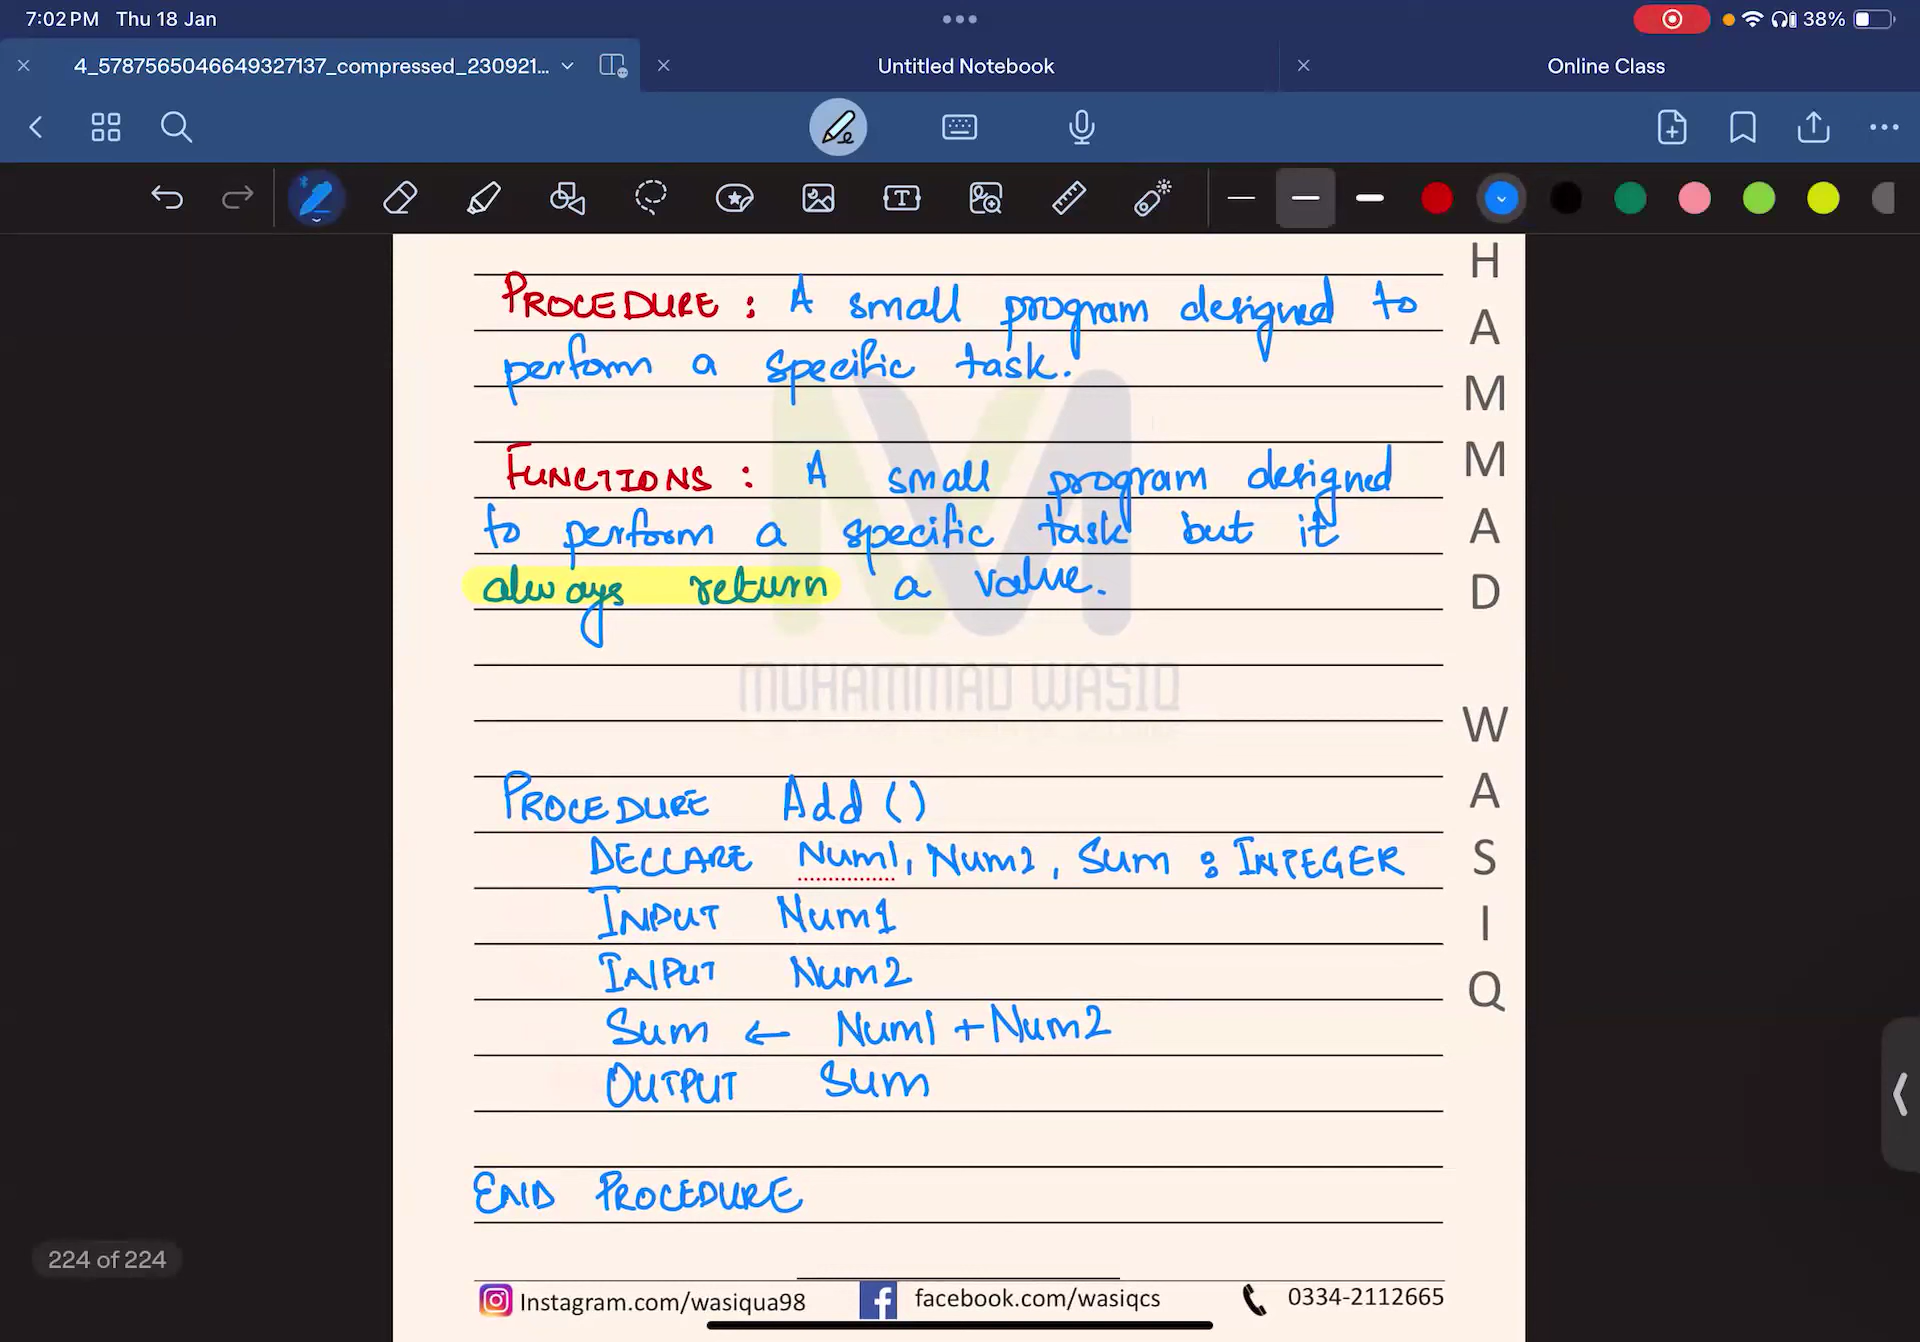 7:02 PM Thu 18 Jan
38%
4_5787565046649327137_compressed_230921...
Untitled Notebook
Online Class
PROCEDURE : A small program designed to
perform a specific task.
FUNCTIONS : A small program designed
to perform a specific task but it
always return a value.
MUHAMMAD WASIQ
PROCEDURE Add ()
DECLARE Num1, Num2, Sum : INTEGER
INPUT Num1
INPUT Num2
Sum ← Num1 + Num2
OUTPUT Sum
END PROCEDURE
HAMMAD WASIQ
224 of 224
Instagram.com/wasiqua98 facebook.com/wasiqcs 0334-2112665